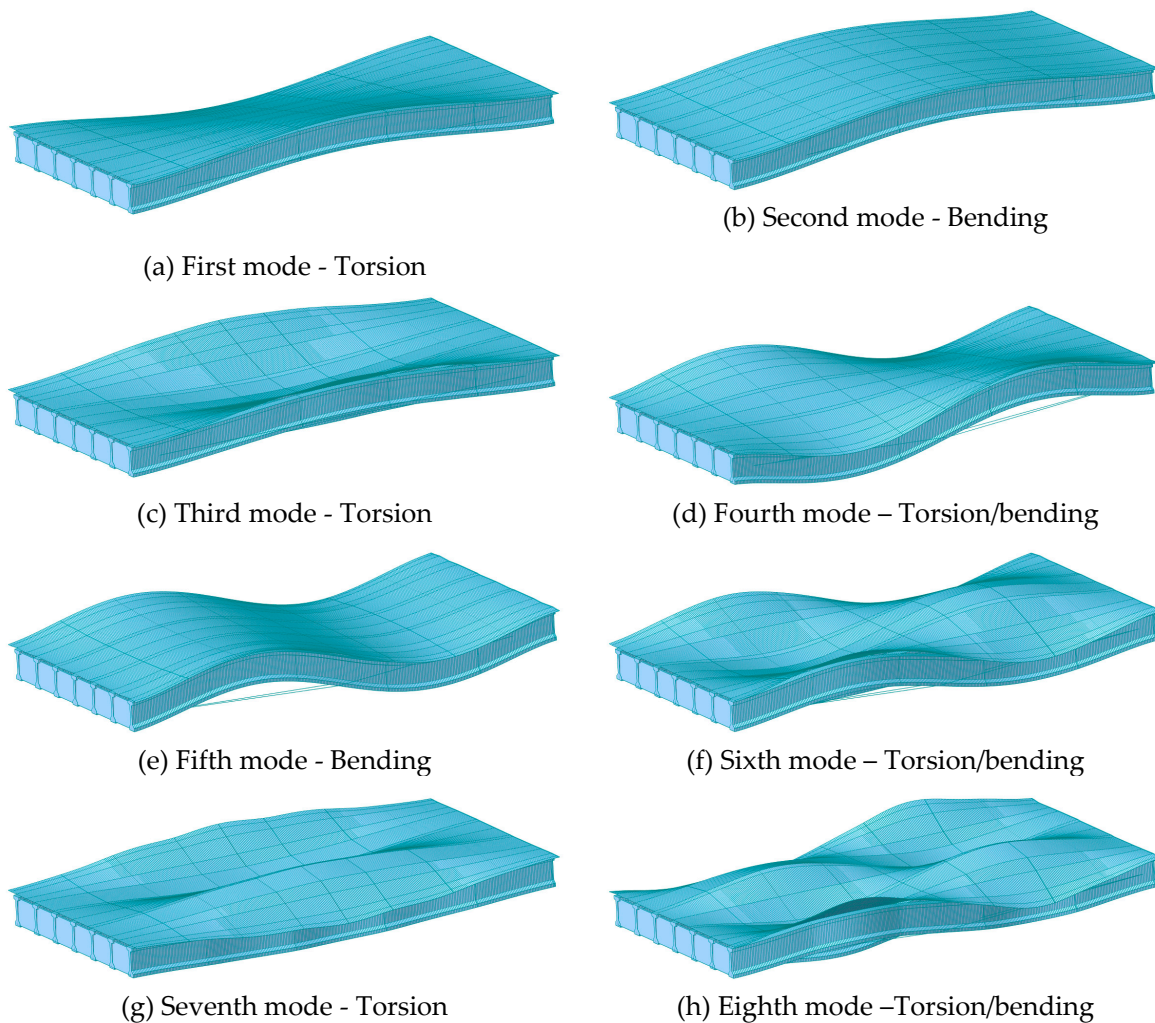 (a) First mode - Torsion
(b) Second mode - Bending
(c) Third mode - Torsion
(d) Fourth mode – Torsion/bending
(e) Fifth mode - Bending
(f) Sixth mode – Torsion/bending
(g) Seventh mode - Torsion
(h) Eighth mode –Torsion/bending